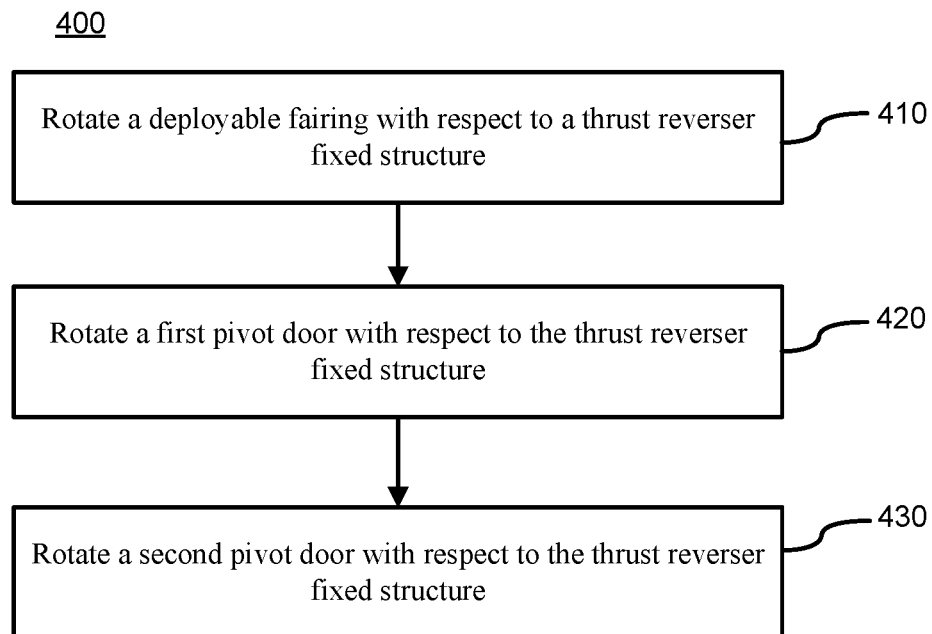 400
Rotate a deployable fairing with respect to a thrust reverser
fixed structure
410
Rotate a first pivot door with respect to the thrust reverser
fixed structure
420
Rotate a second pivot door with respect to the thrust reverser
fixed structure
430